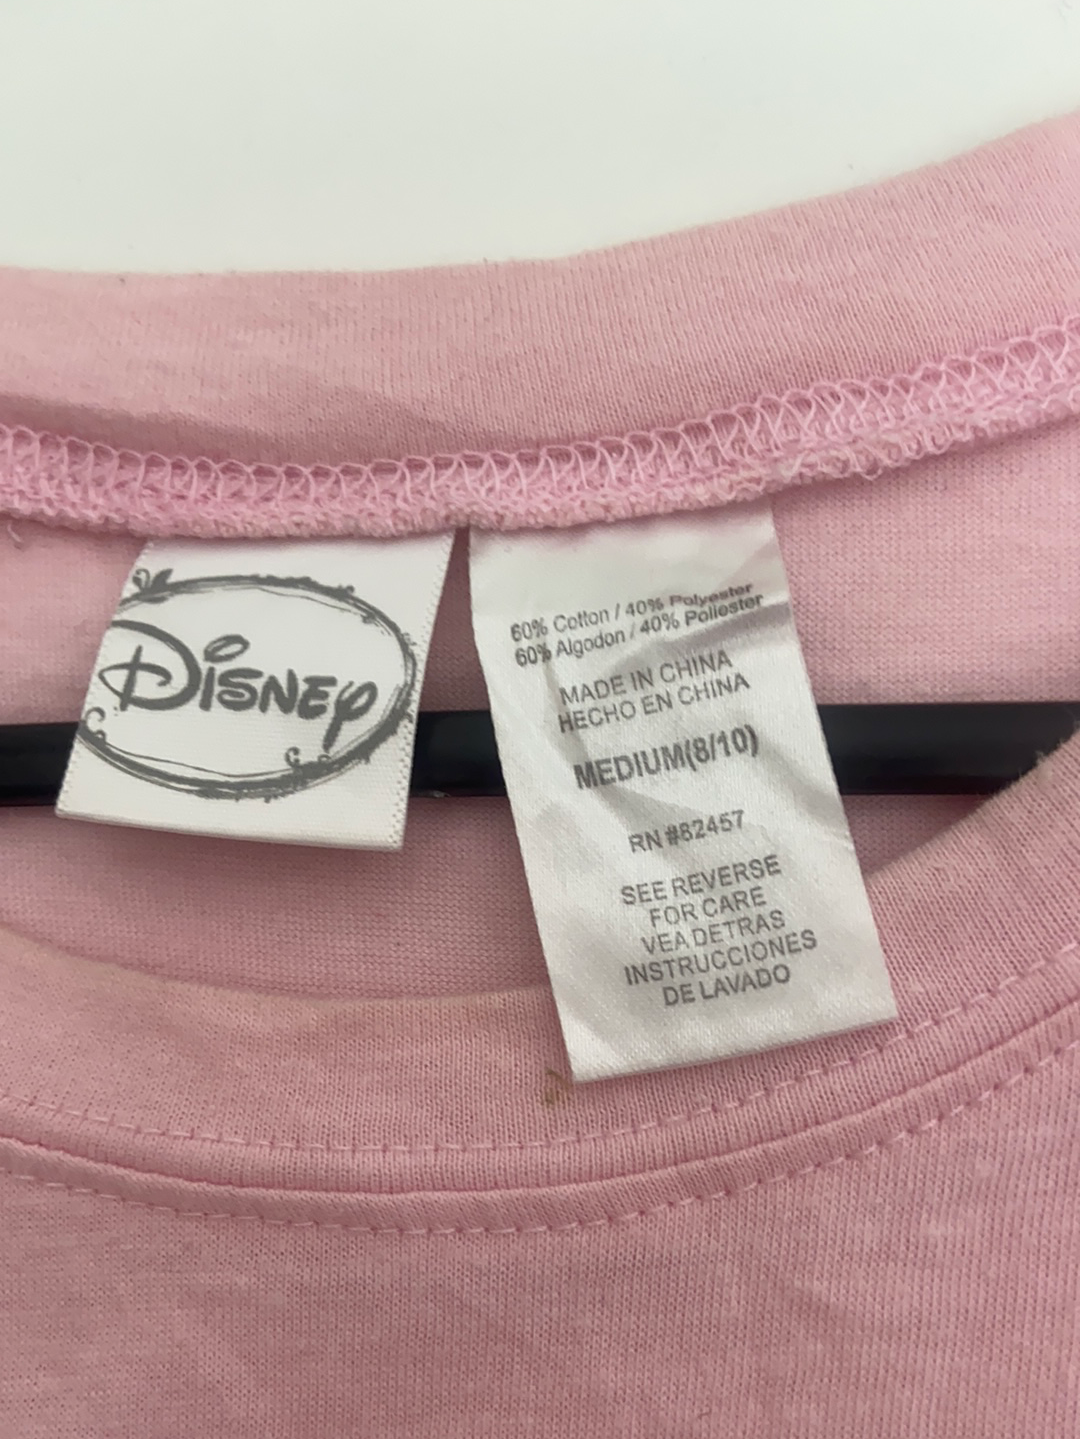 DISNEY
60% Cotton / 40% Polyester
60% Algodon / 40% Poliester
MADE IN CHINA
HECHO EN CHINA
MEDIUM(8/10)
RN #82457
SEE REVERSE
FOR CARE
VEA DETRAS
INSTRUCCIONES
DE LAVADO